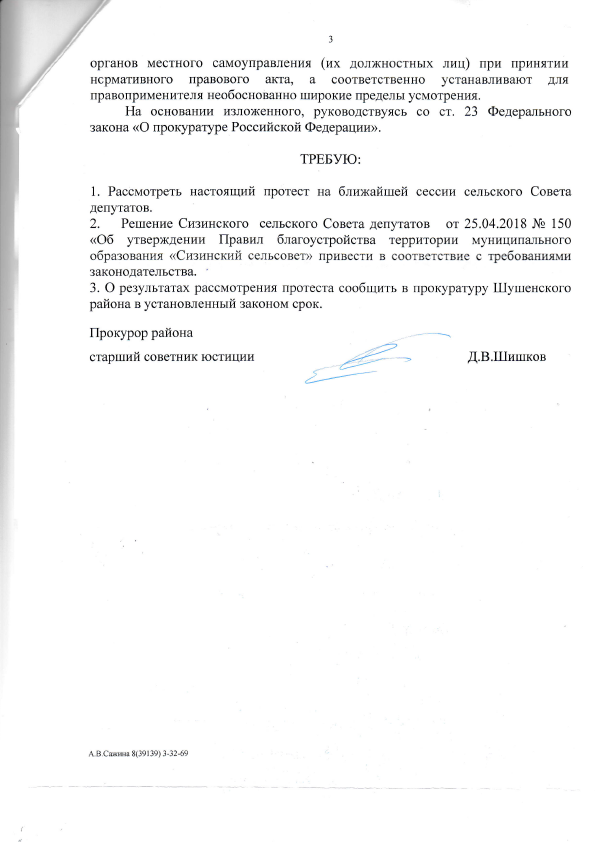 3
органов местного самоуправления (их должностных лиц) при принятии
нормативного правового акта, а соответственно устанавливают для
правоприменителя необоснованно широкие пределы усмотрения.
На основании изложенного, руководствуясь со ст. 23 Федерального
закона «О прокуратуре Российской Федерации».
ТРЕБУЮ:
1. Рассмотреть настоящий протест на ближайшей сессии сельского Совета
депутатов.
2. Решение Сизинского сельского Совета депутатов от 25.04.2018 № 150
«Об утверждении Правил благоустройства территории муниципального
образования «Сизинский сельсовет» привести в соответствие с требованиями
законодательства.
3. О результатах рассмотрения протеста сообщить в прокуратуру Шушенского
района в установленный законом срок.
Прокурор района
старший советник юстиции Д.В.Шишков
А.В.Сажина 8(39139) 3-32-69